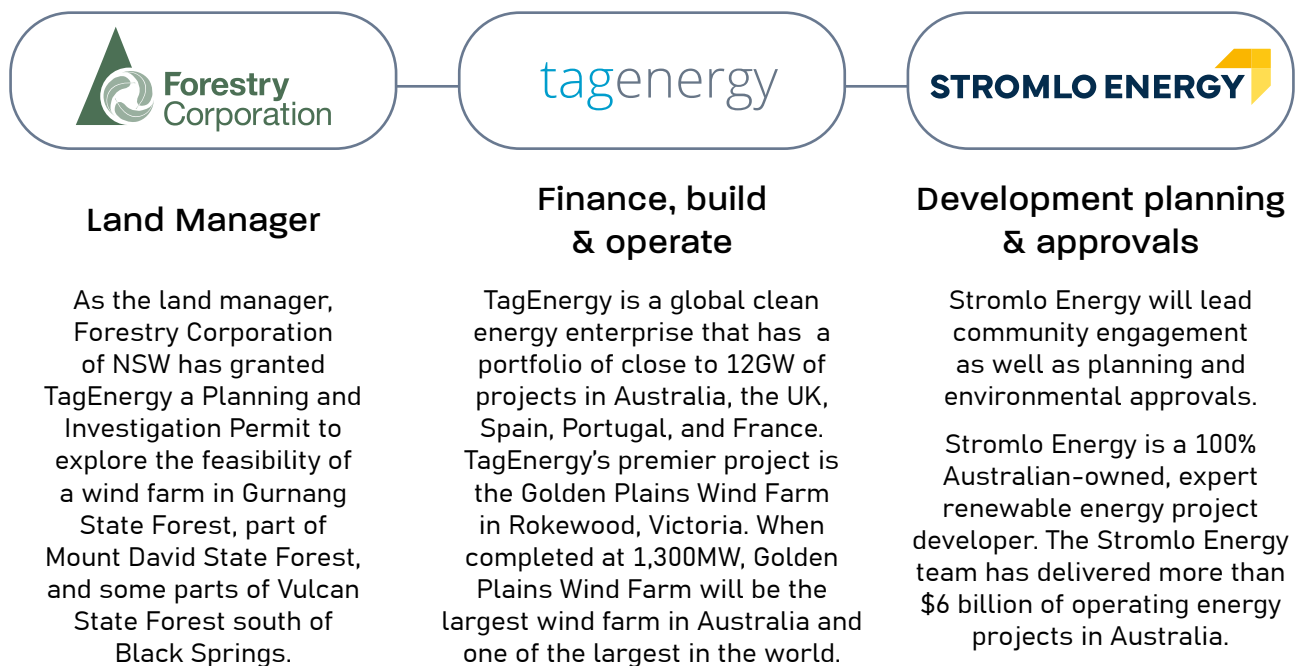 Forestry
Corporation
tagenergy
STROMLO ENERGY
Land Manager
As the land manager,
Forestry Corporation
of NSW has granted
TagEnergy a Planning and
Investigation Permit to
explore the feasibility of
a wind farm in Gurnang
State Forest, part of
Mount David State Forest,
and some parts of Vulcan
State Forest south of
Black Springs.
Finance, build
& operate
TagEnergy is a global clean
energy enterprise that has a
portfolio of close to 12GW of
projects in Australia, the UK,
Spain, Portugal, and France.
TagEnergy's premier project is
the Golden Plains Wind Farm
in Rokewood, Victoria. When
completed at 1,300MW, Golden
Plains Wind Farm will be the
largest wind farm in Australia and
one of the largest in the world.
Development planning
& approvals
Stromlo Energy will lead
community engagement
as well as planning and
environmental approvals.
Stromlo Energy is a 100%
Australian-owned, expert
renewable energy project
developer. The Stromlo Energy
team has delivered more than
$6 billion of operating energy
projects in Australia.